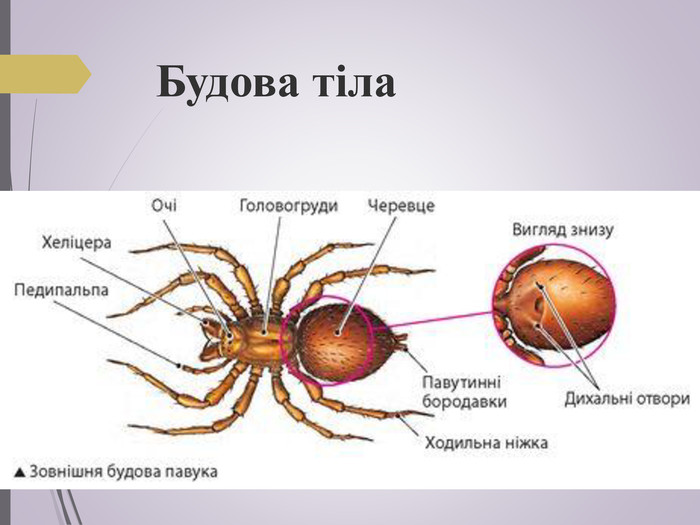 Будова тіла
Очі
Головогруди
Черевце
Хеліцера
Вигляд знизу
Педипальпа
Павутинні
бородавки
Дихальні отвори
Ходильна ніжка
▲ Зовнішня будова павука